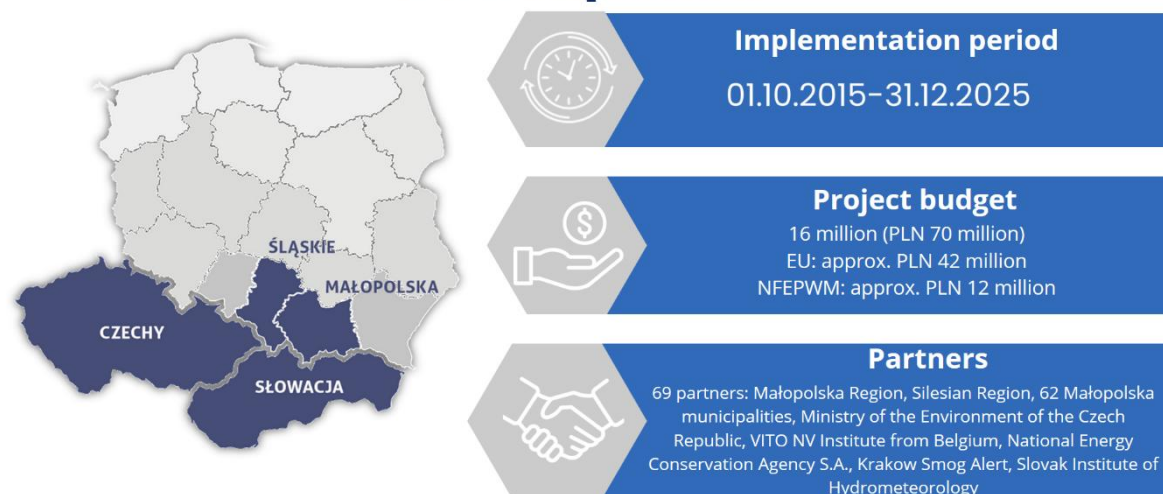 Implementation period
01.10.2015-31.12.2025
Project budget
16 million (PLN 70 million)
EU: approx. PLN 42 million
NFEPWM: approx. PLN 12 million
Partners
69 partners: Małopolska Region, Silesian Region, 62 Małopolska
municipalities, Ministry of the Environment of the Czech
Republic, VITO NV Institute from Belgium, National Energy
Conservation Agency S.A., Krakow Smog Alert, Slovak Institute of
Hydrometeorology
ŚLĄSKIE
MAŁOPOLSKA
CZECHY
SŁOWACJA